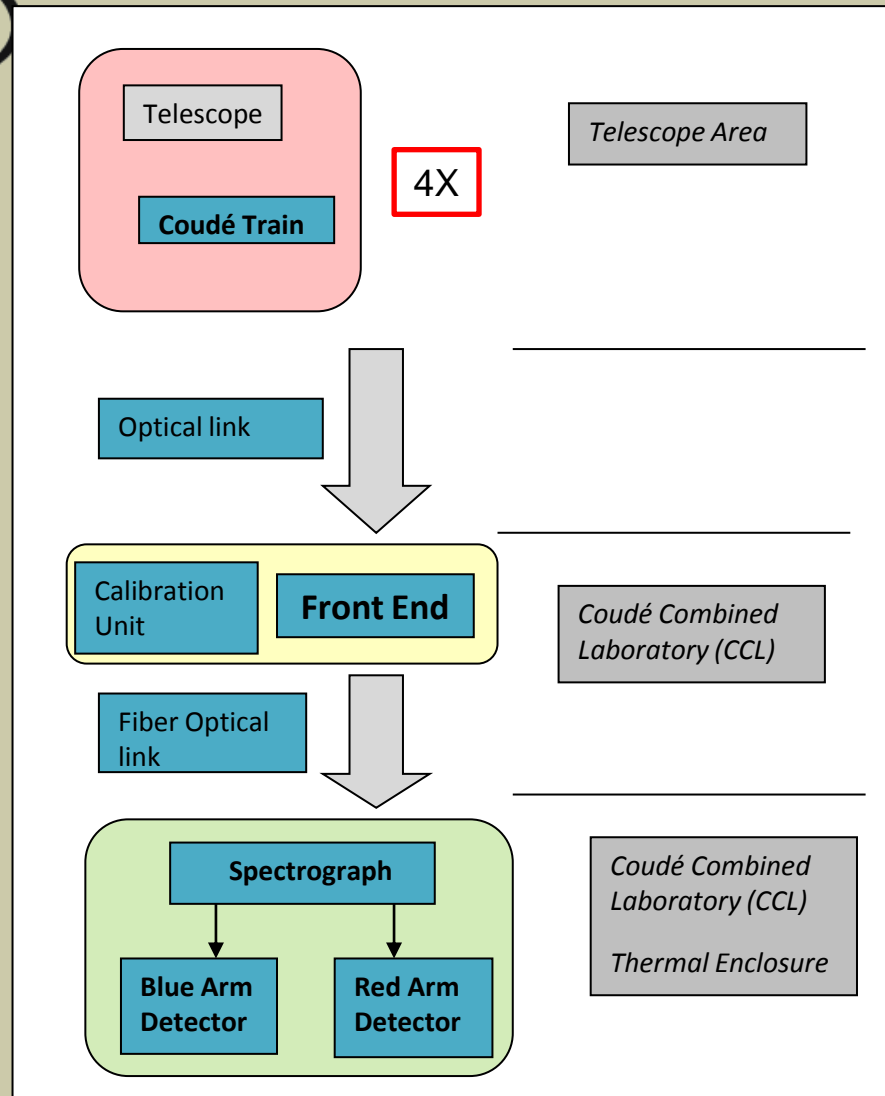 Telescope
Telescope Area
4X
Coudé Train
Optical link
Calibration
Unit
Front End
Coudé Combined
Laboratory (CCL)
Fiber Optical
link
Spectrograph
Coudé Combined
Laboratory (CCL)
Thermal Enclosure
Blue Arm
Detector
Red Arm
Detector